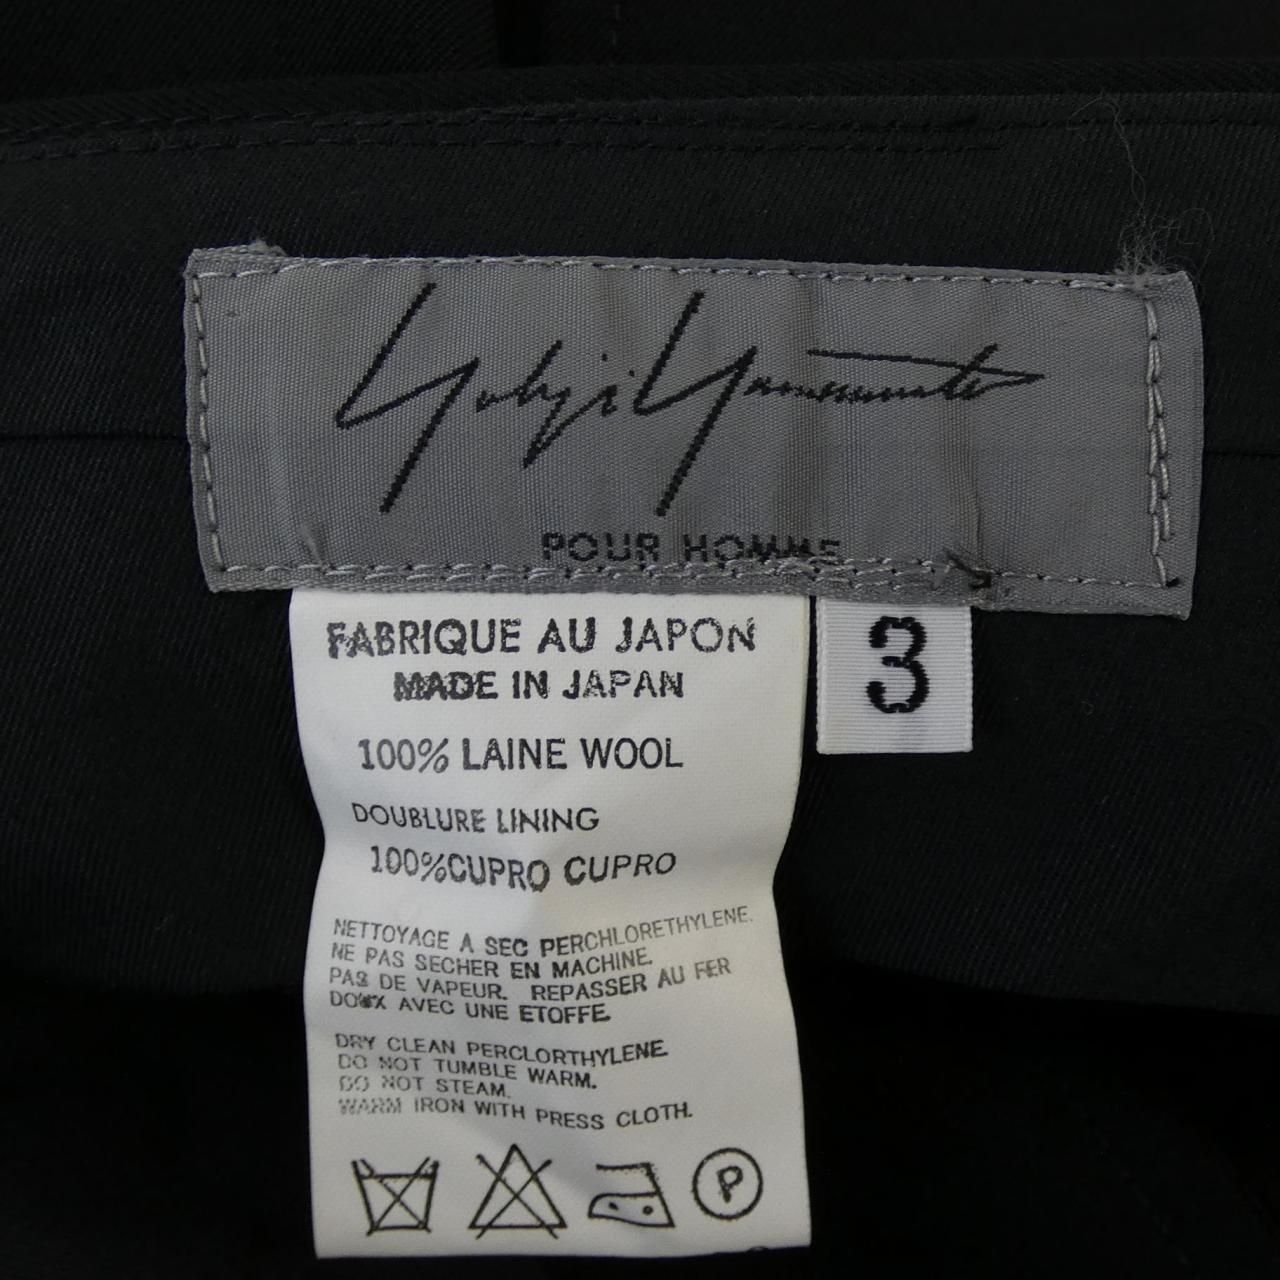 Yohji Yamamoto
POUR HOMME
3
FABRIQUE AU JAPON
MADE IN JAPAN
100% LAINE WOOL
DOUBLURE LINING
100%CUPRO CUPRO
NETTOYAGE A SEC PERCHLORETHYLENE.
NE PAS SECHER EN MACHINE.
PAS DE VAPEUR. REPASSER AU FER
DOUX AVEC UNE ETOFFE.
DRY CLEAN PERCLORTHYLENE.
DO NOT TUMBLE WARM.
DO NOT STEAM.
WARM IRON WITH PRESS CLOTH.
P